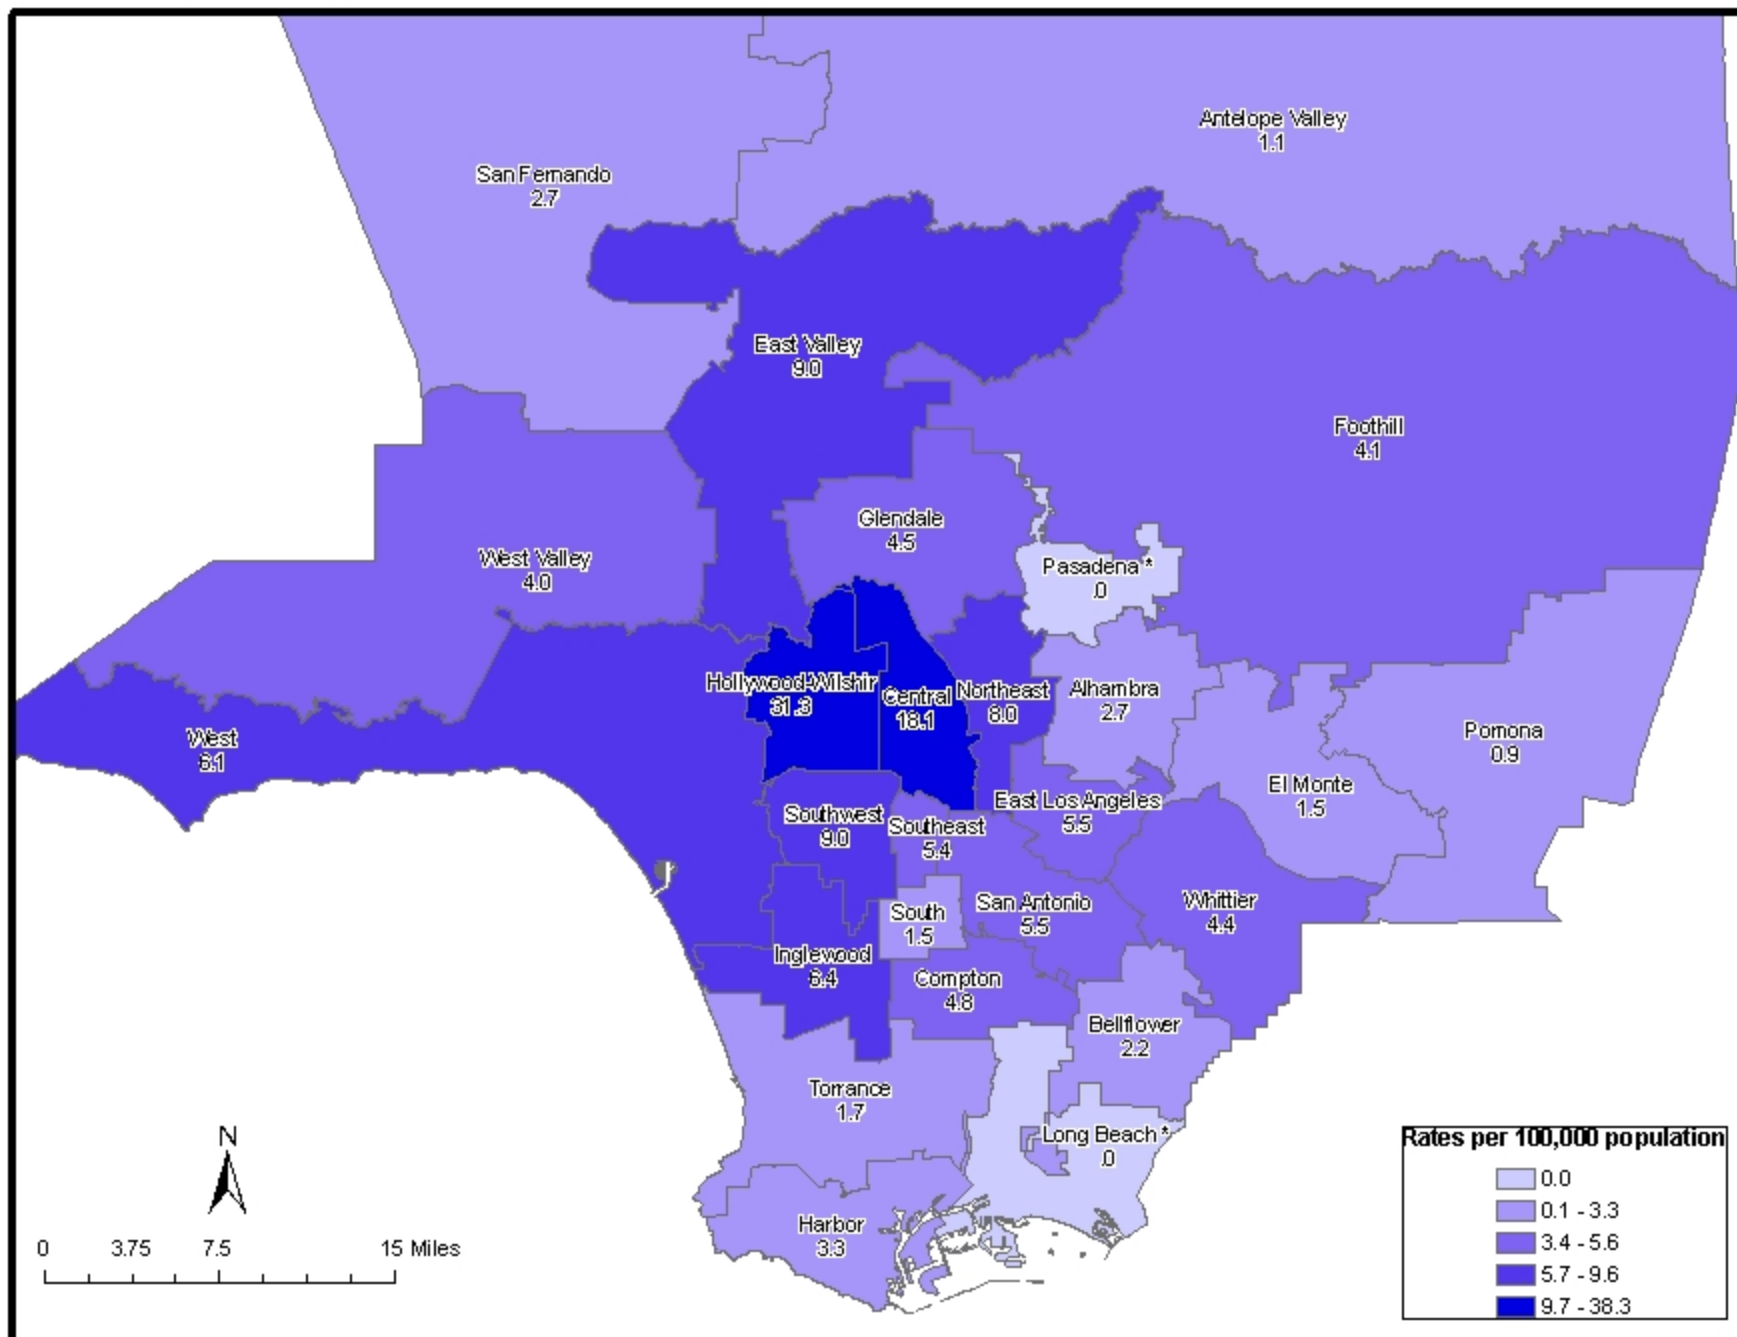 Antelope Valley
1.1
San Fernando
2.7
East Valley
9.0
Foothill
4.1
Glendale
4.5
West Valley
4.0
Pasadena *
.0
Hollywood-Wilshir
31.3
Central
18.1
Northeast
8.0
Alhambra
2.7
West
6.1
Pomona
0.9
El Monte
1.5
Southwest
9.0
Southeast
5.4
East Los Angeles
5.5
South
1.5
San Antonio
5.5
Whittier
4.4
Inglewood
6.4
Compton
4.8
Bellflower
2.2
Torrance
1.7
Long Beach *
.0
Harbor
3.3
N
0 3.75 7.5 15 Miles
Rates per 100,000 population
0.0
0.1 - 3.3
3.4 - 5.6
5.7 - 9.6
9.7 - 38.3